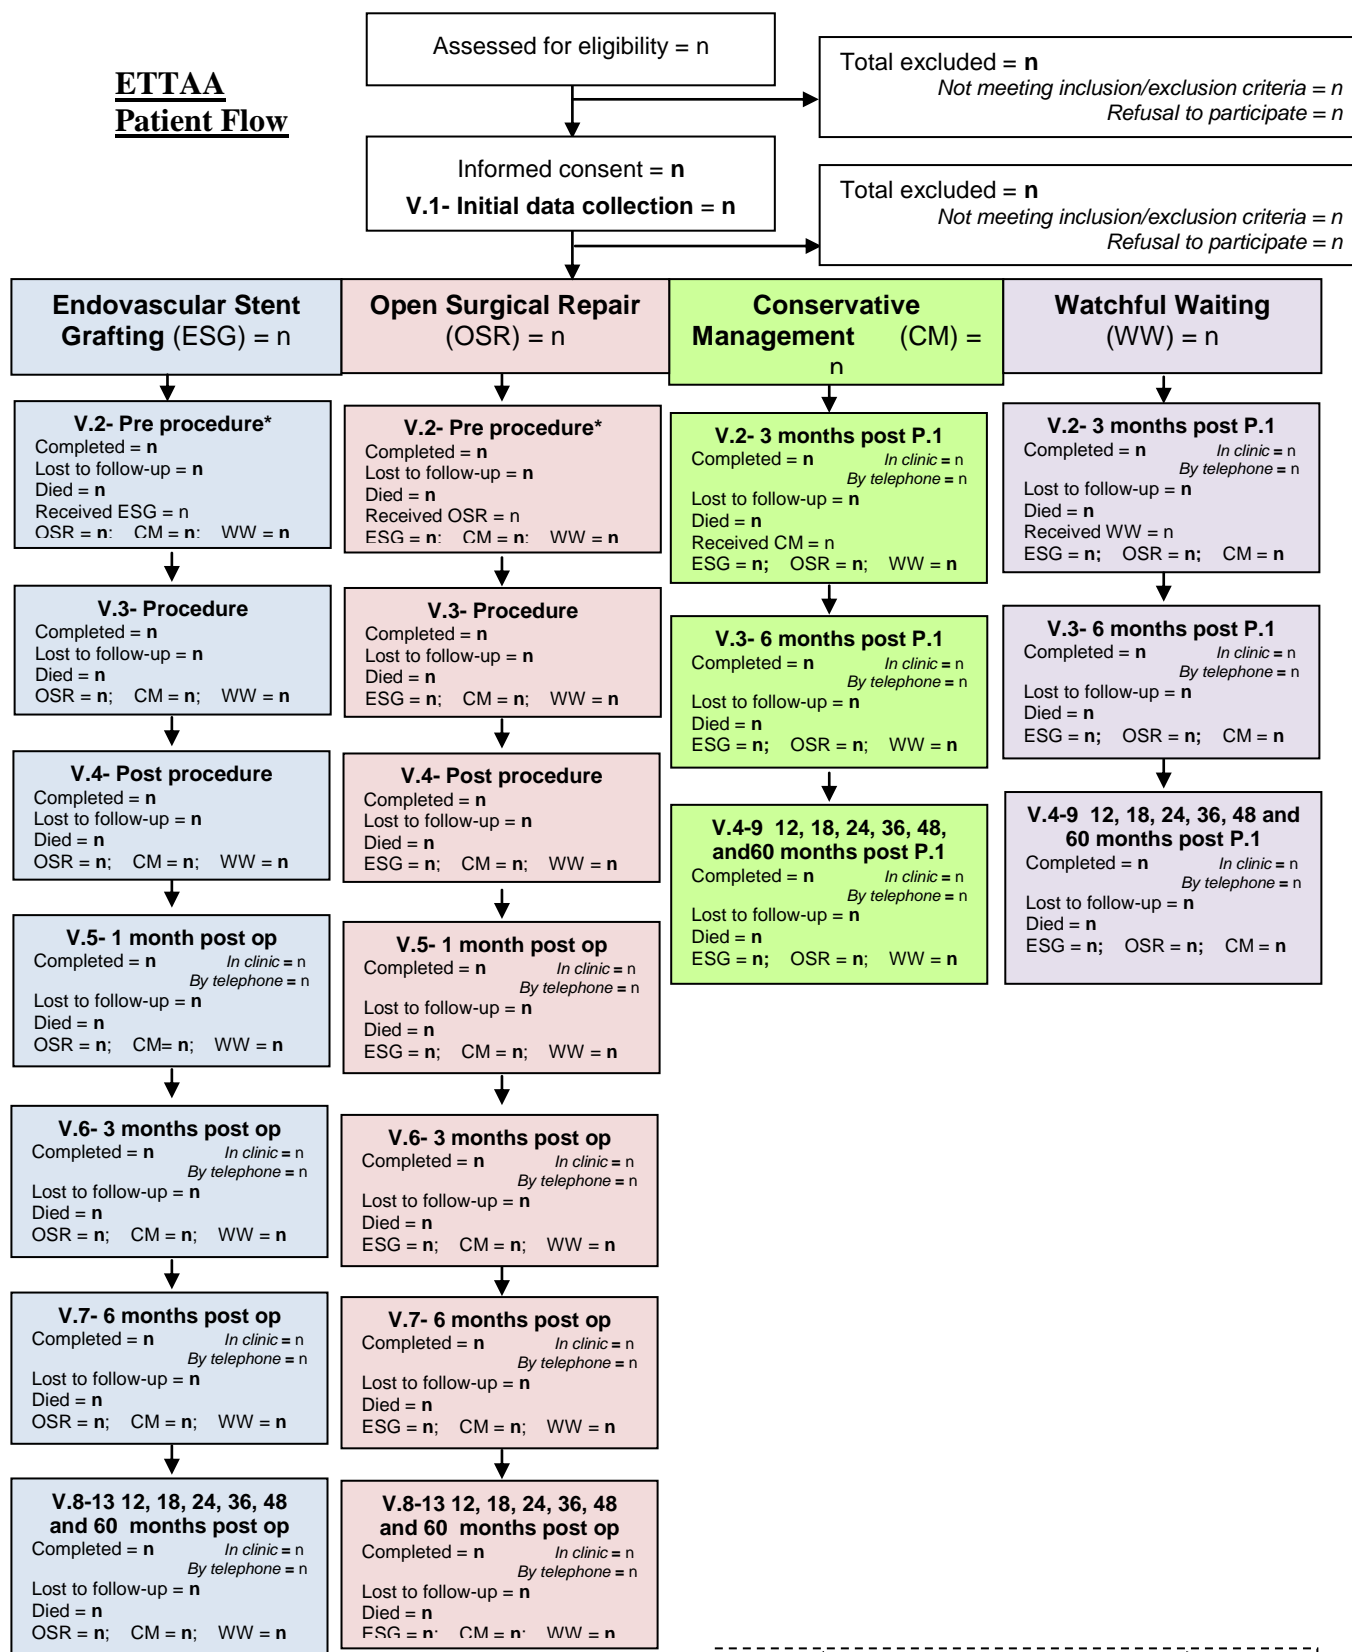 ETTAA
Patient Flow
Assessed for eligibility = n
Total excluded = n
Not meeting inclusion/exclusion criteria = n
Refusal to participate = n
Informed consent = n
V.1- Initial data collection = n
Total excluded = n
Not meeting inclusion/exclusion criteria = n
Refusal to participate = n
Endovascular Stent
Grafting (ESG) = n
V.2- Pre procedure*
Completed = n
Lost to follow-up = n
Died = n
Received ESG = n
OSR = n; CM = n; WW = n
V.3- Procedure
Completed = n
Lost to follow-up = n
Died = n
OSR = n; CM = n; WW = n
V.4- Post procedure
Completed = n
Lost to follow-up = n
Died = n
OSR = n; CM = n; WW = n
V.5- 1 month post op
Completed = n In clinic = n
By telephone = n
Lost to follow-up = n
Died = n
OSR = n; CM= n; WW = n
V.6- 3 months post op
Completed = n In clinic = n
By telephone = n
Lost to follow-up = n
Died = n
OSR = n; CM = n; WW = n
V.7- 6 months post op
Completed = n In clinic = n
By telephone = n
Lost to follow-up = n
Died = n
OSR = n; CM = n; WW = n
V.8-13 12, 18, 24, 36, 48
and 60 months post op
Completed = n In clinic = n
By telephone = n
Lost to follow-up = n
Died = n
OSR = n; CM = n; WW = n
Open Surgical Repair
(OSR) = n
V.2- Pre procedure*
Completed = n
Lost to follow-up = n
Died = n
Received OSR = n
ESG = n; CM = n; WW = n
V.3- Procedure
Completed = n
Lost to follow-up = n
Died = n
ESG = n; CM = n; WW = n
V.4- Post procedure
Completed = n
Lost to follow-up = n
Died = n
ESG = n; CM = n; WW = n
V.5- 1 month post op
Completed = n In clinic = n
By telephone = n
Lost to follow-up = n
Died = n
ESG = n; CM = n; WW = n
V.6- 3 months post op
Completed = n In clinic = n
By telephone = n
Lost to follow-up = n
Died = n
ESG = n; CM = n; WW = n
V.7- 6 months post op
Completed = n In clinic = n
By telephone = n
Lost to follow-up = n
Died = n
ESG = n; CM = n; WW = n
V.8-13 12, 18, 24, 36, 48
and 60 months post op
Completed = n In clinic = n
By telephone = n
Lost to follow-up = n
Died = n
ESG = n; CM = n; WW = n
Conservative
Management (CM) =
n
V.2- 3 months post P.1
Completed = n In clinic = n
By telephone = n
Lost to follow-up = n
Died = n
Received CM = n
ESG = n; OSR = n; WW = n
V.3- 6 months post P.1
Completed = n In clinic = n
By telephone = n
Lost to follow-up = n
Died = n
ESG = n; OSR = n; WW = n
V.4-9 12, 18, 24, 36, 48,
and60 months post P.1
Completed = n In clinic = n
By telephone = n
Lost to follow-up = n
Died = n
ESG = n; OSR = n; WW = n
Watchful Waiting
(WW) = n
V.2- 3 months post P.1
Completed = n In clinic = n
By telephone = n
Lost to follow-up = n
Died = n
Received WW = n
ESG = n; OSR = n; CM = n
V.3- 6 months post P.1
Completed = n In clinic = n
By telephone = n
Lost to follow-up = n
Died = n
ESG = n; OSR = n; CM = n
V.4-9 12, 18, 24, 36, 48 and
60 months post P.1
Completed = n In clinic = n
By telephone = n
Lost to follow-up = n
Died = n
ESG = n; OSR = n; CM = n